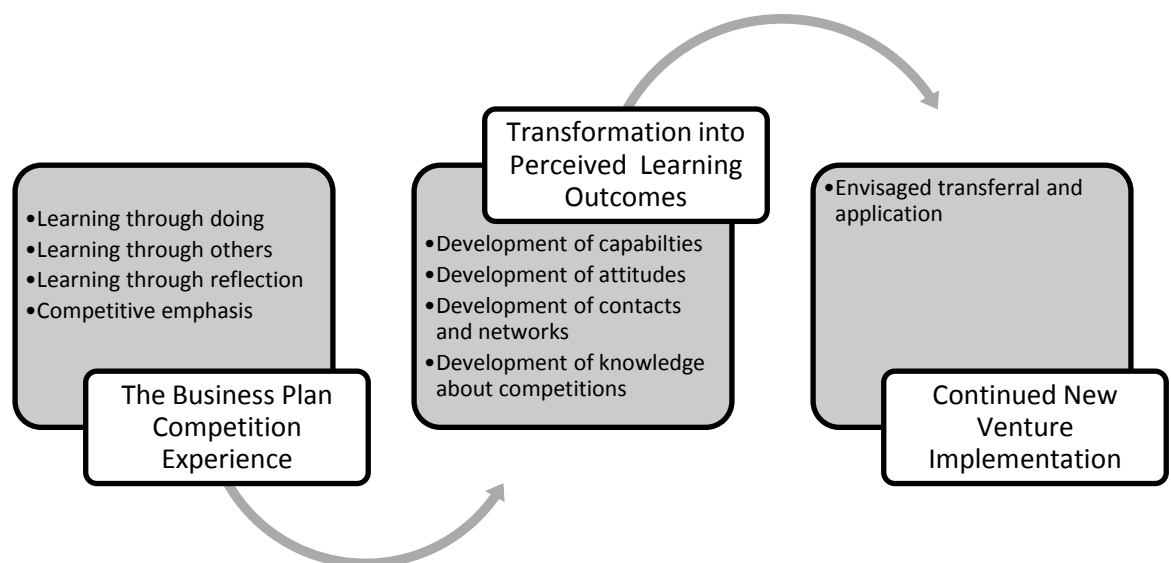 •Learning through doing
•Learning through others
•Learning through reflection
•Competitive emphasis
The Business Plan
Competition
Experience
Transformation into
Perceived Learning
Outcomes
•Development of capabilties
•Development of attitudes
•Development of contacts
and networks
•Development of knowledge
about competitions
•Envisaged transferral and
application
Continued New
Venture
Implementation